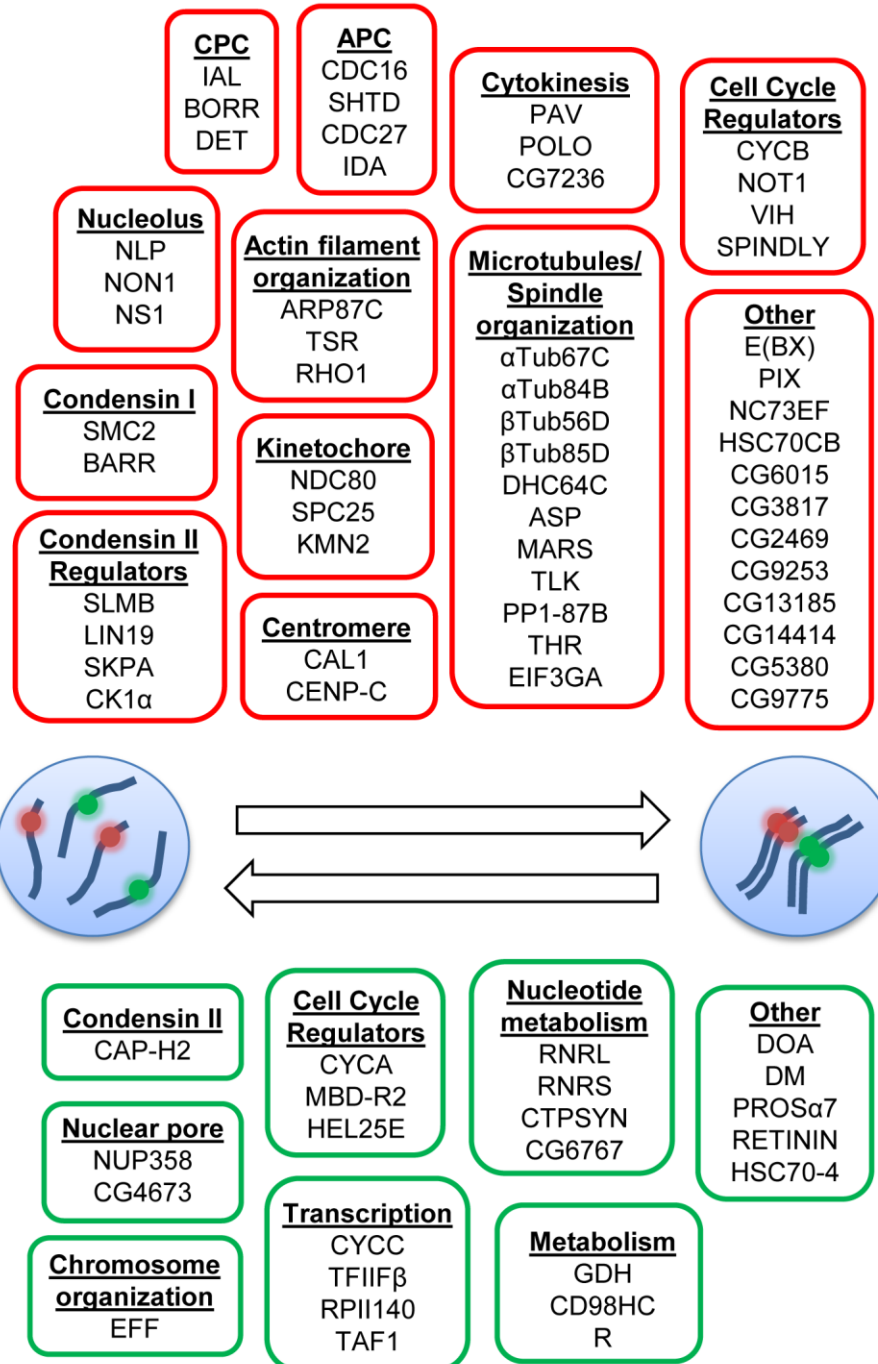 CPC
IAL
BORR
DET
APC
CDC16
SHTD
CDC27
IDA
Cytokinesis
PAV
POLO
CG7236
Cell Cycle
Regulators
CYCB
NOT1
VIH
SPINDLY
Nucleolus
NLP
NON1
NS1
Actin filament
organization
ARP87C
TSR
RHO1
Microtubules/
Spindle
organization
αTub67C
αTub84B
βTub56D
βTub85D
DHC64C
ASP
MARS
TLK
PP1-87B
THR
EIF3GA
Other
E(BX)
PIX
NC73EF
HSC70CB
CG6015
CG3817
CG2469
CG9253
CG13185
CG14414
CG5380
CG9775
Condensin I
SMC2
BARR
Kinetochore
NDC80
SPC25
KMN2
Condensin II
Regulators
SLMB
LIN19
SKPA
CK1α
Centromere
CAL1
CENP-C
Condensin II
CAP-H2
Cell Cycle
Regulators
CYCA
MBD-R2
HEL25E
Nucleotide
metabolism
RNRL
RNRS
CTPSYN
CG6767
Other
DOA
DM
PROSα7
RETININ
HSC70-4
Nuclear pore
NUP358
CG4673
Transcription
CYCC
TFIIFβ
RPII140
TAF1
Metabolism
GDH
CD98HC
R
Chromosome
organization
EFF